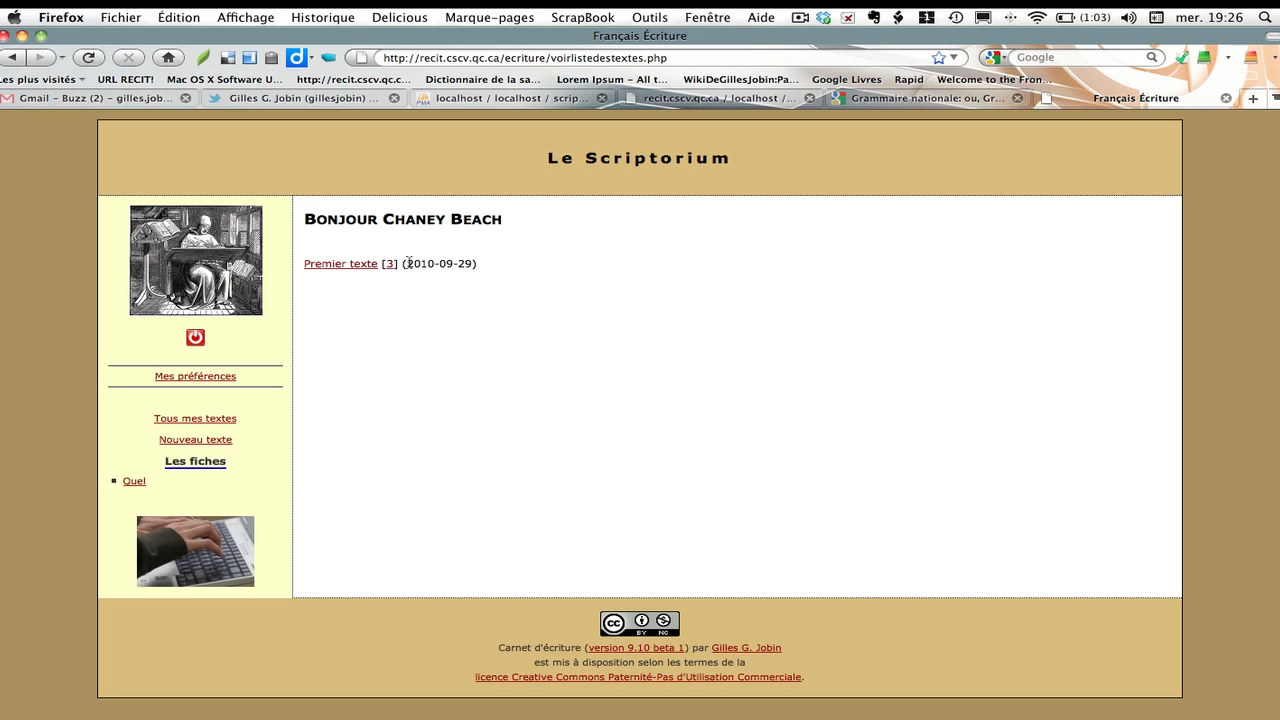 Firefox Fichier Édition Affichage Historique Delicious Marque-pages ScrapBook Outils Fenêtre Aide (1:03) mer. 19:26
Français Écriture
http://recit.cscv.qc.ca/ecriture/voirlistedestextes.php Google
es plus visités URL RECIT! Mac OS X Software U... http://recit.cscv.qc.c... Dictionnaire de la sa... Lorem Ipsum – All t... WikiDeGillesJobin:Pa... Google Livres Rapid Welcome to the Fron...
Gmail – Buzz (2) – gilles.job... Gilles G. Jobin (gillesjobin) ... localhost / localhost / scrip... recit.cscv.qc.ca / localhost /... Grammaire nationale: ou, Gr... Français Écriture
Le Scriptorium
Bonjour Chaney Beach
Premier texte [3] (2010-09-29)
Mes préférences
Tous mes textes
Nouveau texte
Les fiches
Quel
CC BY NC
Carnet d'écriture (version 9.10 beta 1) par Gilles G. Jobin
est mis à disposition selon les termes de la
licence Creative Commons Paternité-Pas d'Utilisation Commerciale.